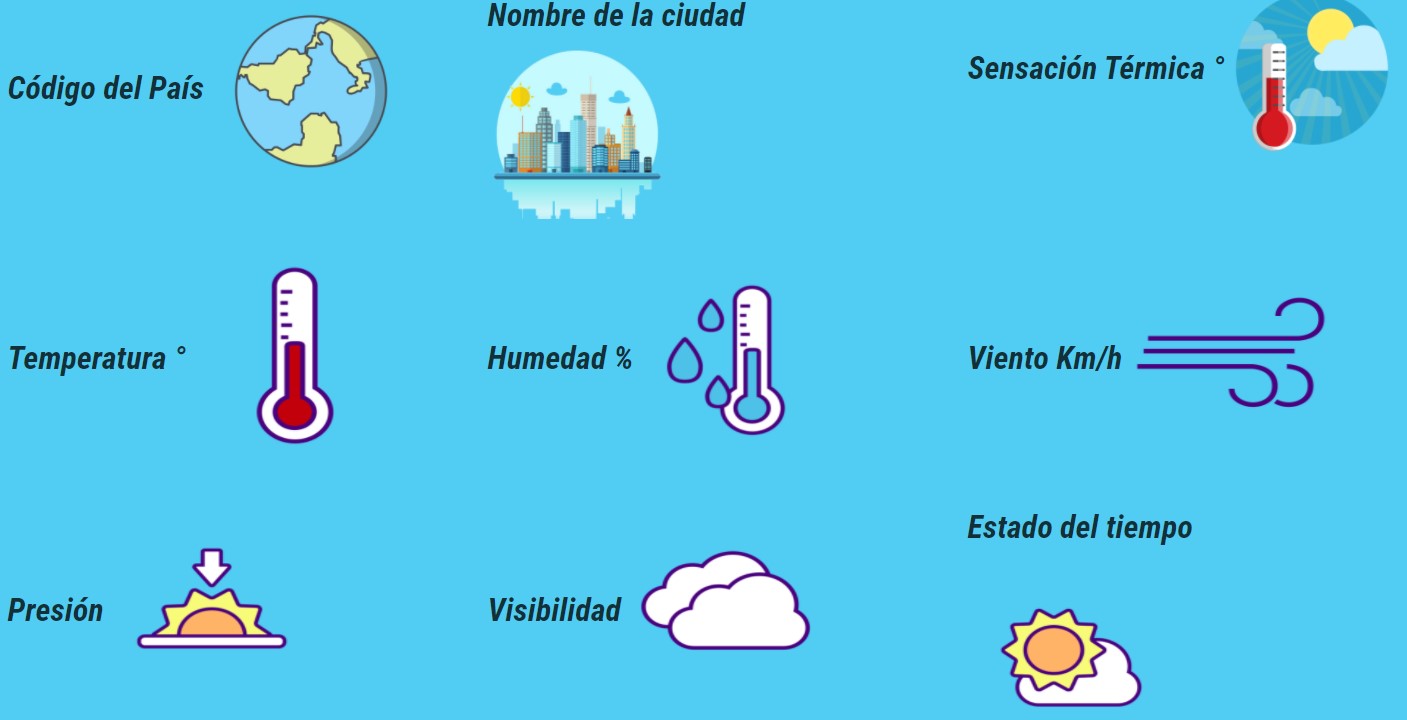 Código del País
Nombre de la ciudad
Sensación Térmica °
Temperatura °
Humedad %
Viento Km/h
Presión
Visibilidad
Estado del tiempo